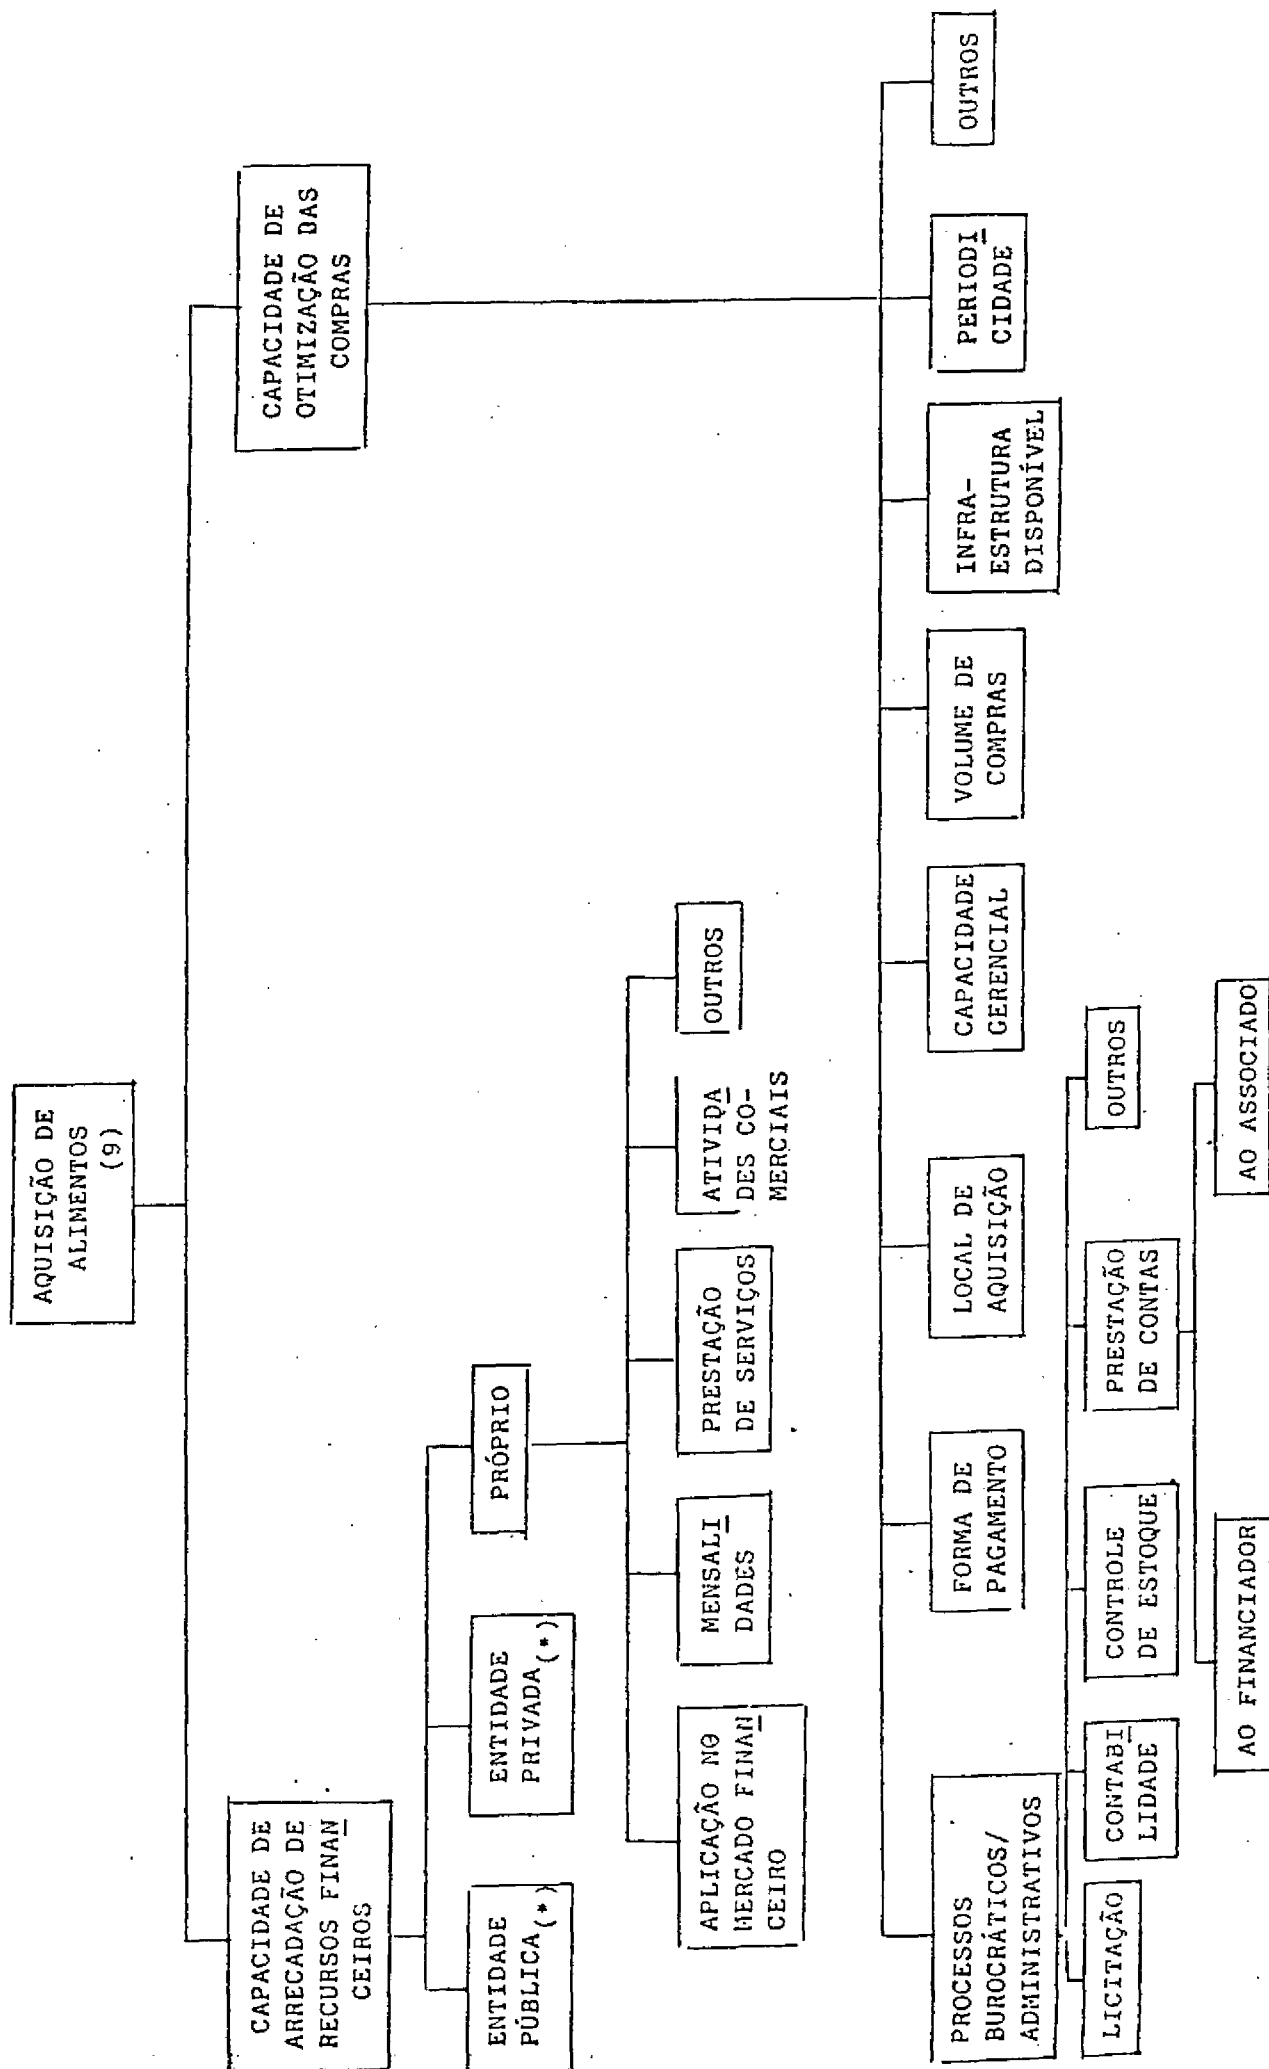 AQUISIÇÃO DE
ALIMENTOS
(9)
CAPACIDADE DE
ARRECADAÇÃO DE
RECURSOS FINAN
CEIROS
CAPACIDADE DE
OTIMIZAÇÃO DAS
COMPRAS
ENTIDADE
PÚBLICA(*)
ENTIDADE
PRIVADA(*)
PRÓPRIO
APLICAÇÃO NO
MERCADO FINAN
CEIRO
MENSALI
DADES
PRESTAÇÃO
DE SERVIÇOS
ATIVIDA
DES CO-
MERCIAIS
OUTROS
PROCESSOS
BUROCRÁTICOS/
ADMINISTRATIVOS
FORMA DE
PAGAMENTO
LOCAL DE
AQUISIÇÃO
CAPACIDADE
GERENCIAL
VOLUME DE
COMPRAS
INFRA-
ESTRUTURA
DISPONÍVEL
PERIODI
CIDADE
OUTROS
LICITAÇÃO
CONTABI
LIDADE
CONTROLE
DE ESTOQUE
PRESTAÇÃO
DE CONTAS
OUTROS
AO FINANCIADOR
AO ASSOCIADO